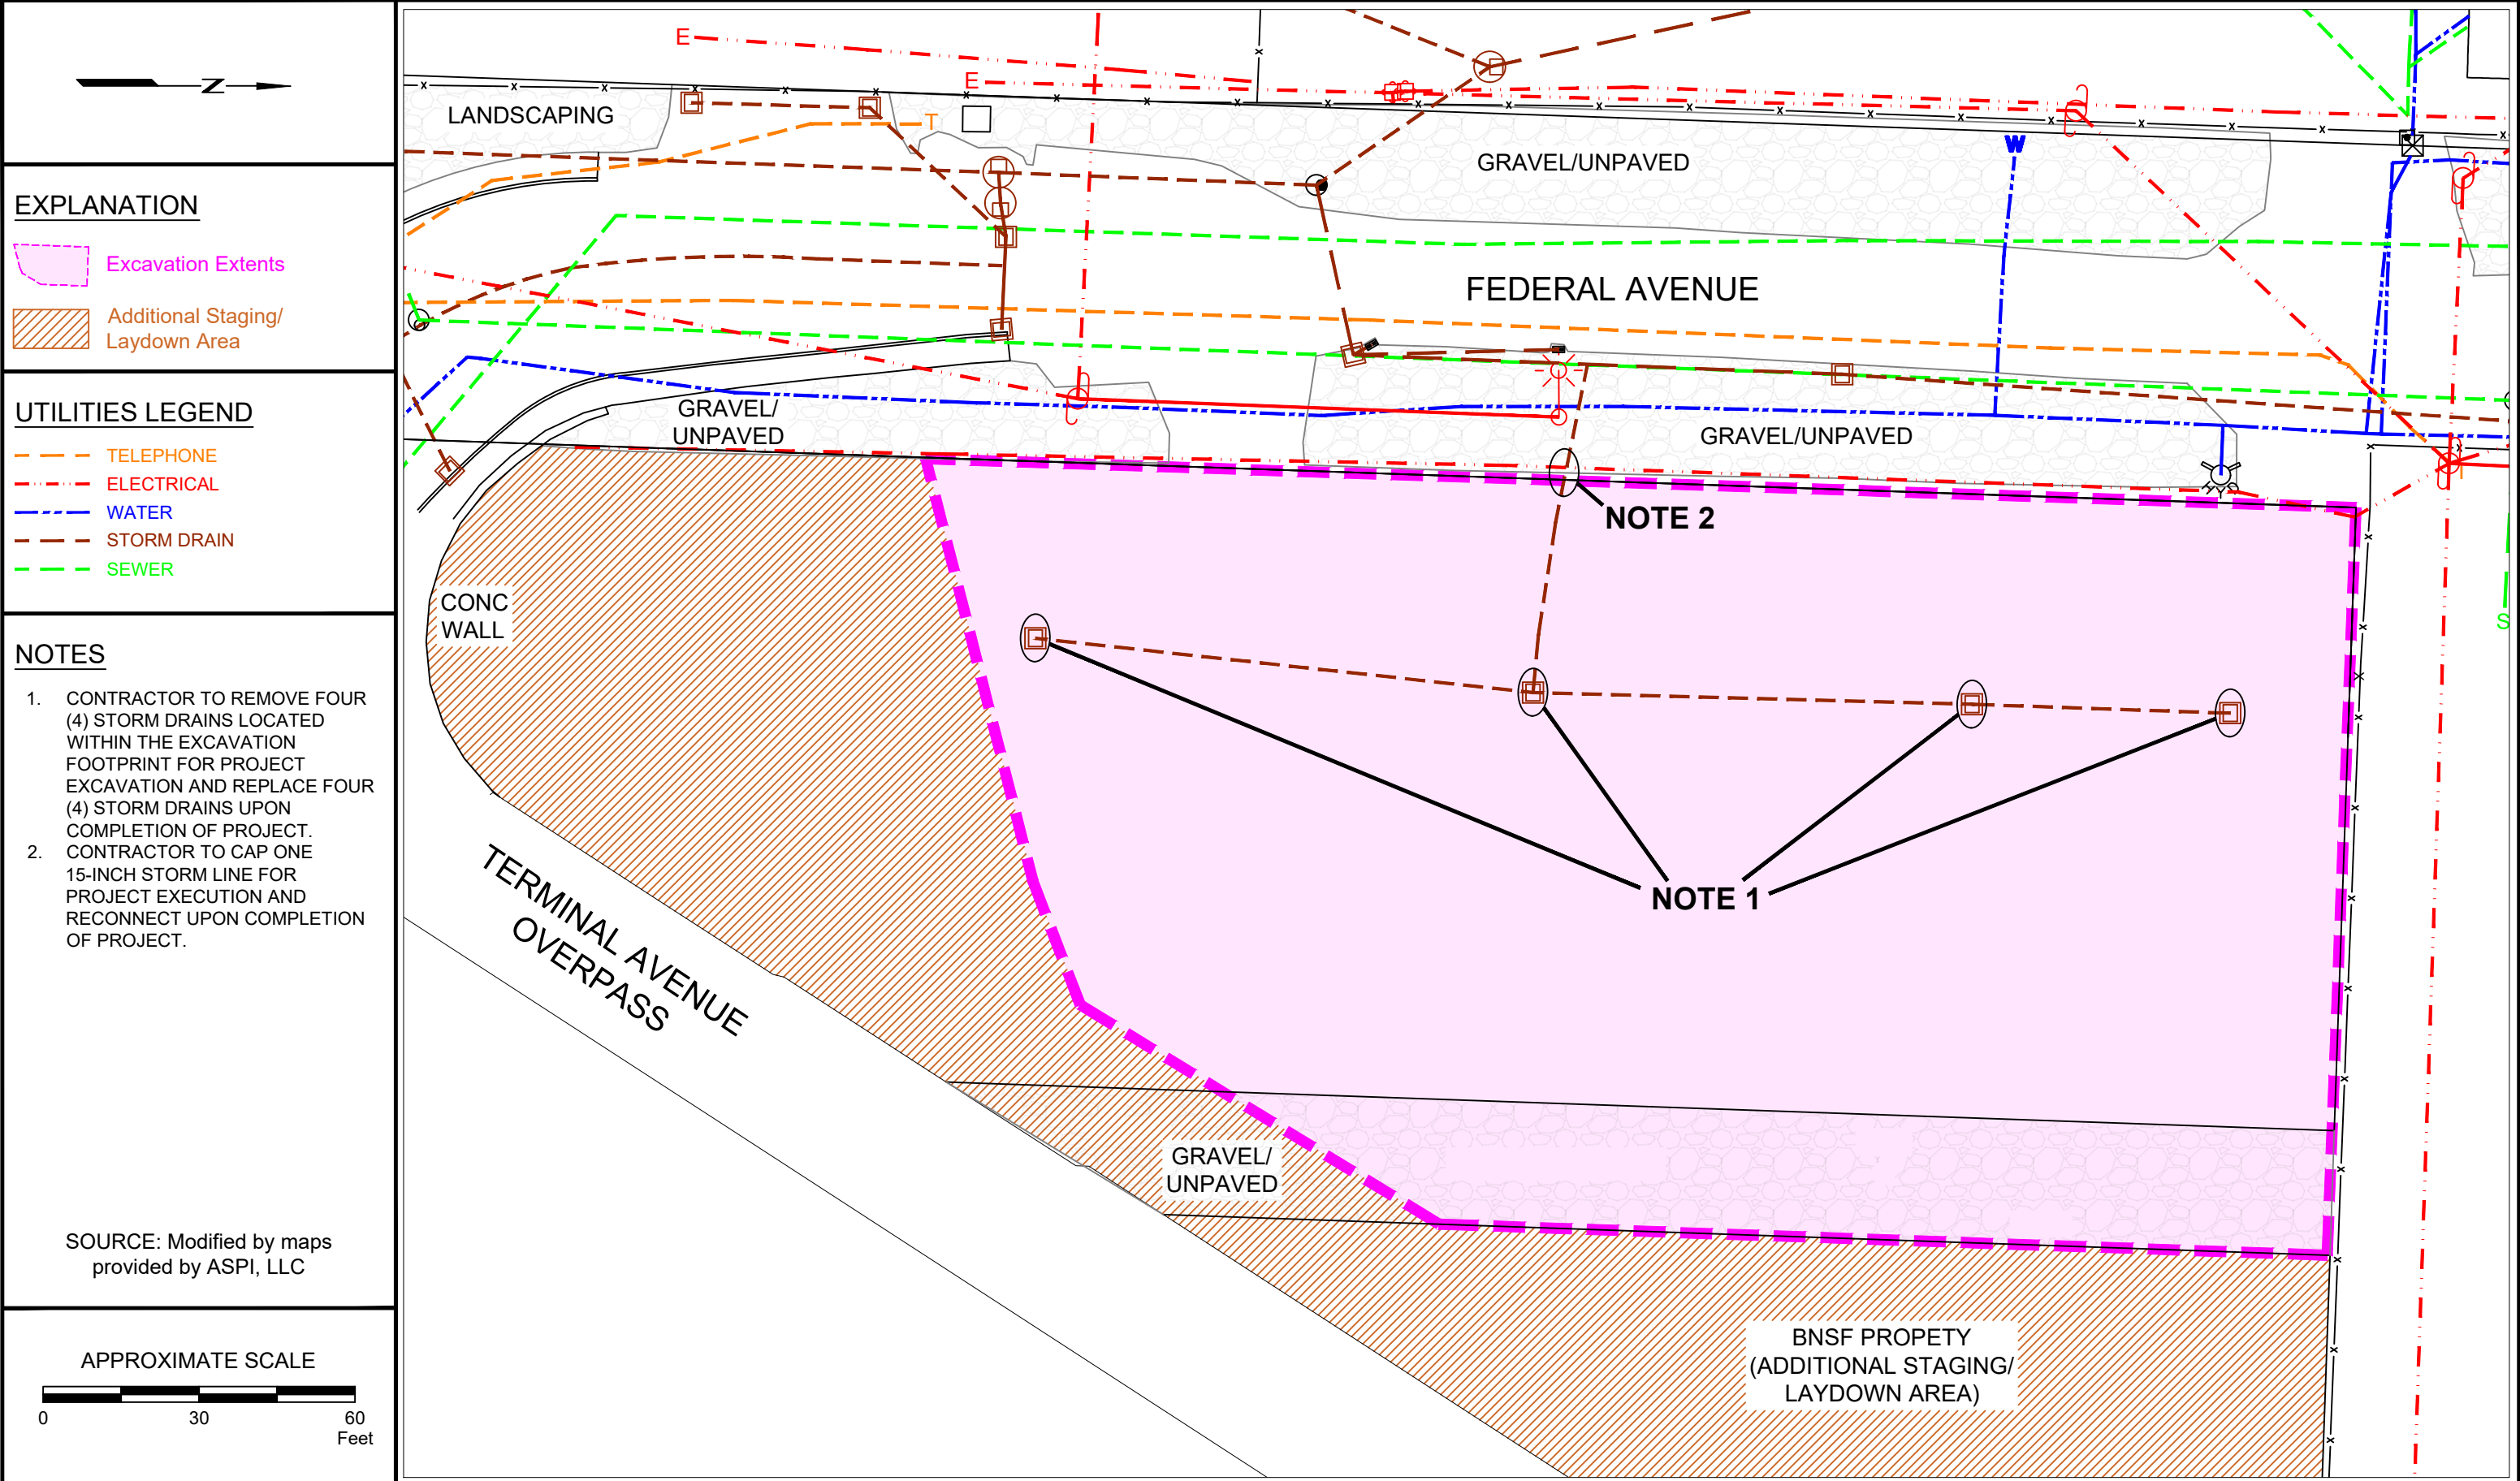 N
EXPLANATION
Excavation Extents
Additional Staging/
Laydown Area
UTILITIES LEGEND
TELEPHONE
ELECTRICAL
WATER
STORM DRAIN
SEWER
NOTES
1. CONTRACTOR TO REMOVE FOUR
(4) STORM DRAINS LOCATED
WITHIN THE EXCAVATION
FOOTPRINT FOR PROJECT
EXCAVATION AND REPLACE FOUR
(4) STORM DRAINS UPON
COMPLETION OF PROJECT.
2. CONTRACTOR TO CAP ONE
15-INCH STORM LINE FOR
PROJECT EXECUTION AND
RECONNECT UPON COMPLETION
OF PROJECT.
SOURCE: Modified by maps
provided by ASPI, LLC
APPROXIMATE SCALE
0 30 60
Feet
E
E
LANDSCAPING
T
GRAVEL/UNPAVED
W
FEDERAL AVENUE
GRAVEL/
UNPAVED
GRAVEL/UNPAVED
T
NOTE 2
CONC
WALL
S
NOTE 1
TERMINAL AVENUE
OVERPASS
GRAVEL/
UNPAVED
BNSF PROPETY
(ADDITIONAL STAGING/
LAYDOWN AREA)